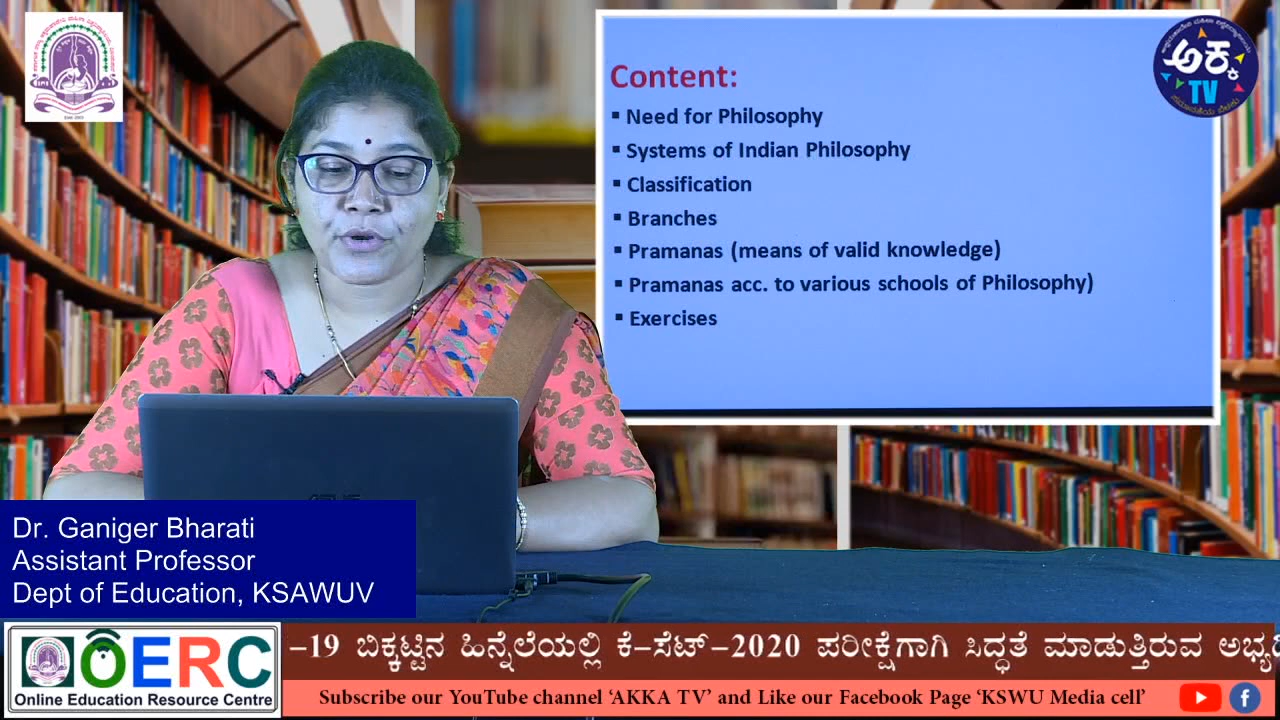 Content:
▪ Need for Philosophy
▪ Systems of Indian Philosophy
▪ Classification
▪ Branches
▪ Pramanas (means of valid knowledge)
▪ Pramanas acc. to various schools of Philosophy)
▪ Exercises
ಅಕ್ಕ
TV
Dr. Ganiger Bharati
Assistant Professor
Dept of Education, KSAWUV
OERC
Online Education Resource Centre
-19 ಬಿಕ್ಕಟ್ಟಿನ ಹಿನ್ನೆಲೆಯಲ್ಲಿ ಕೆ-ಸೆಟ್-2020 ಪರೀಕ್ಷೆಗಾಗಿ ಸಿದ್ಧತೆ ಮಾಡುತ್ತಿರುವ
Subscribe our YouTube channel ‘AKKA TV’ and Like our Facebook Page ‘KSWU Media cell’